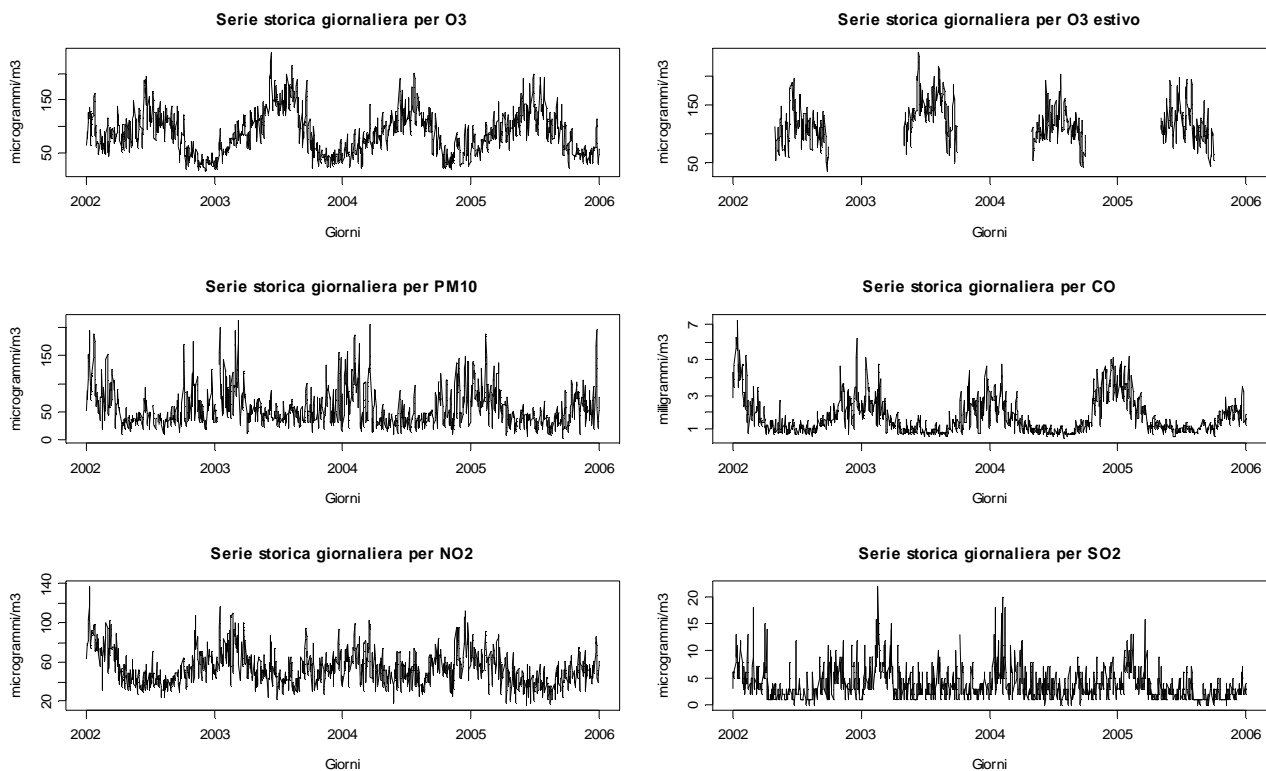 Serie storica giornaliera per O3
microgrammi/m3
150
50
2002 2003 2004 2005 2006
Giorni
Serie storica giornaliera per O3 estivo
microgrammi/m3
150
50
2002 2003 2004 2005 2006
Giorni
Serie storica giornaliera per PM10
microgrammi/m3
150
50
0
2002 2003 2004 2005 2006
Giorni
Serie storica giornaliera per CO
milligrammi/m3
7
5
3
1
2002 2003 2004 2005 2006
Giorni
Serie storica giornaliera per NO2
microgrammi/m3
140
100
60
20
2002 2003 2004 2005 2006
Giorni
Serie storica giornaliera per SO2
microgrammi/m3
20
15
10
5
0
2002 2003 2004 2005 2006
Giorni